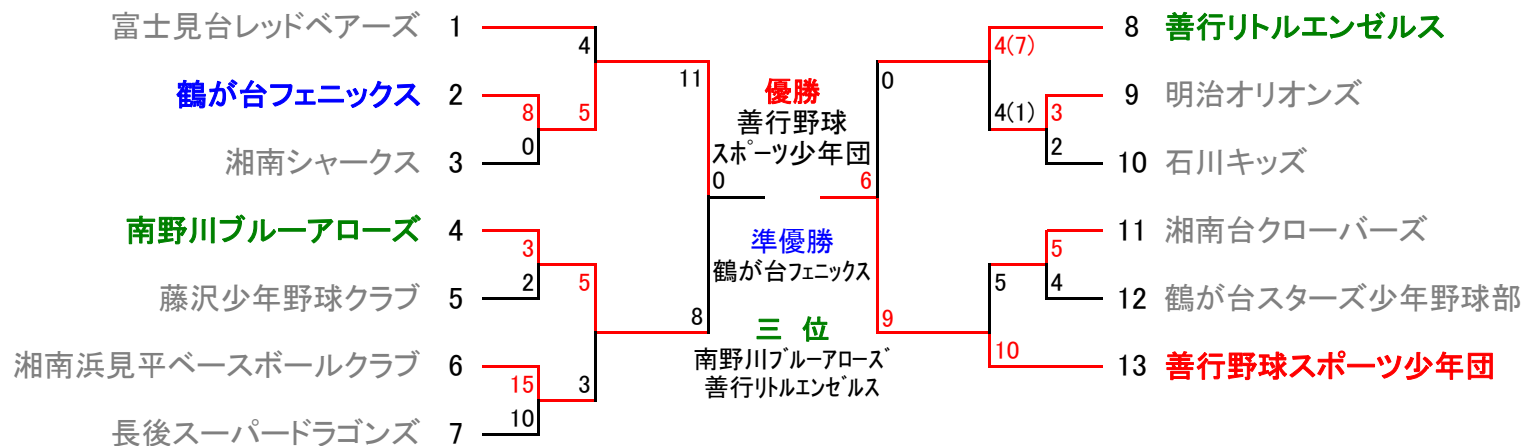 富士見台レッドベアーズ 1
鶴が台フェニックス 2
湘南シャークス 3
南野川ブルーアローズ 4
藤沢少年野球クラブ 5
湘南浜見平ベースボールクラブ 6
長後スーパードラゴンズ 7
4
8
0
5
11
3
2
5
15
10
3
8
0
優勝
善行野球
スポーツ少年団
準優勝
鶴が台フェニックス
三 位
南野川ブルーアローズ
善行リトルエンゼルス
6
0
9
4(7)
4(1)
3
2
5
5
4
10
8 善行リトルエンゼルス
9 明治オリオンズ
10 石川キッズ
11 湘南台クローバーズ
12 鶴が台スターズ少年野球部
13 善行野球スポーツ少年団